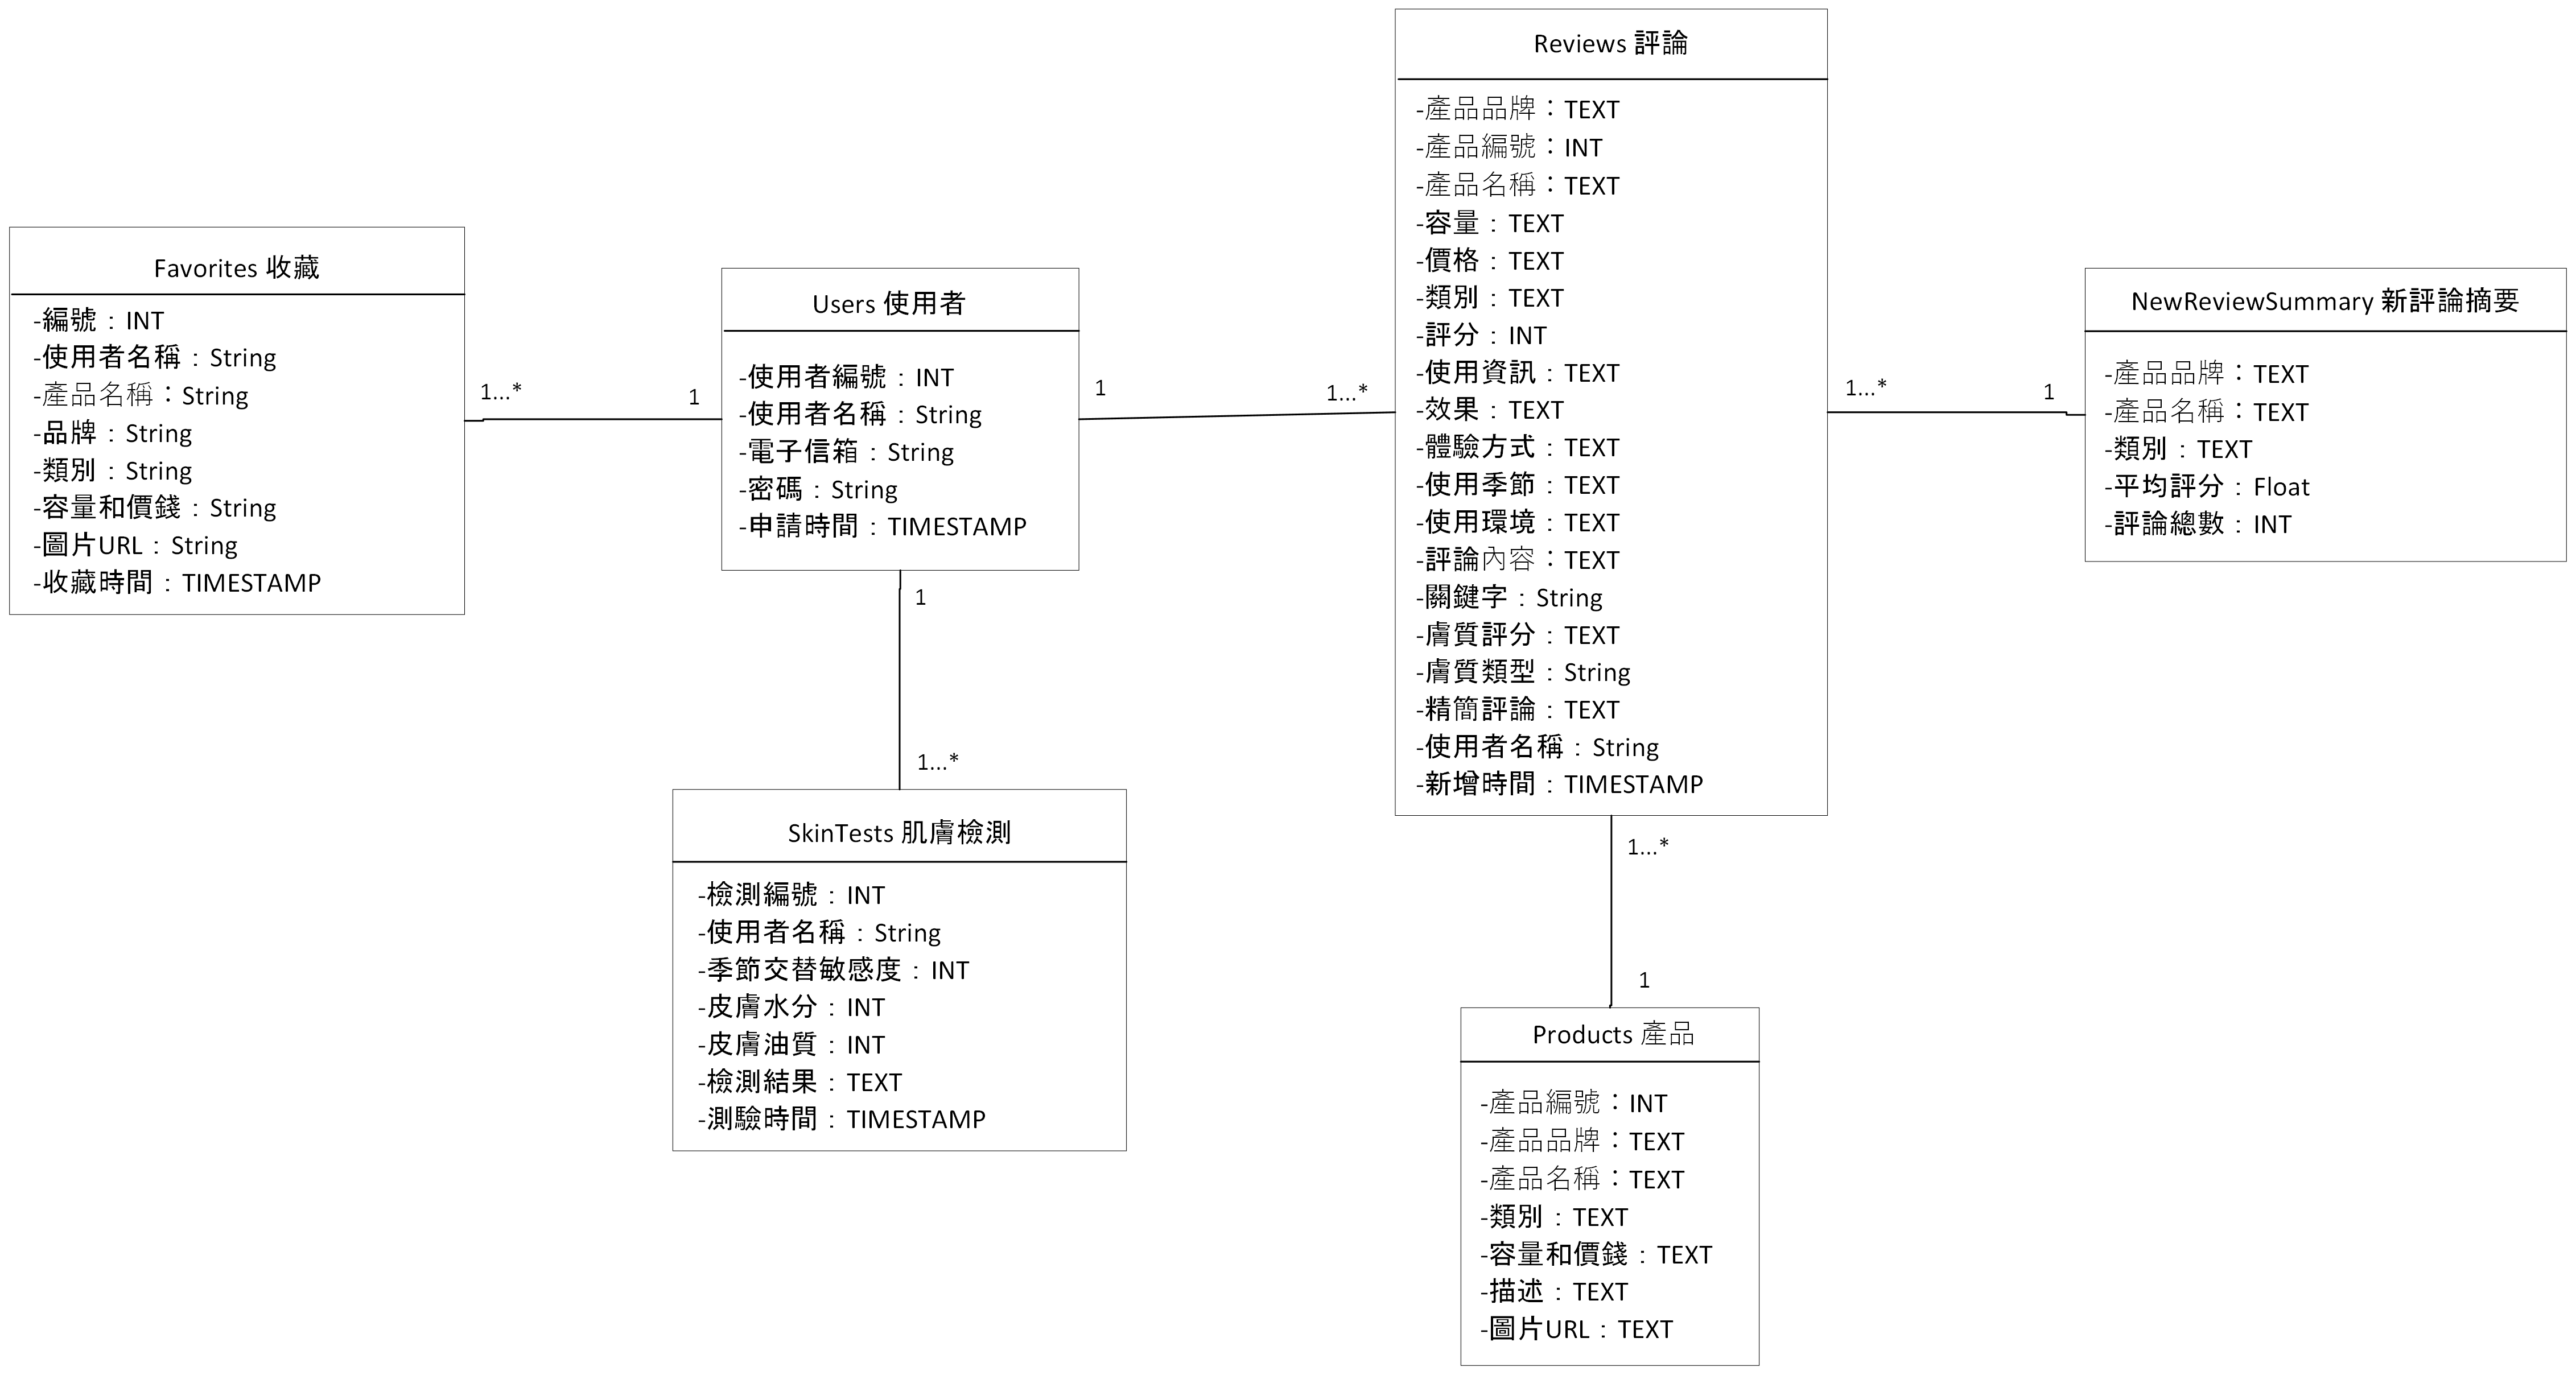 Favorites 收藏
-編號：INT
-使用者名稱：String
-產品名稱：String
-品牌：String
-類別：String
-容量和價錢：String
-圖片URL：String
-收藏時間：TIMESTAMP
1...*
1
Users 使用者
-使用者編號：INT
-使用者名稱：String
-電子信箱：String
-密碼：String
-申請時間：TIMESTAMP
1
1...*
1
1...*
SkinTests 肌膚檢測
-檢測編號：INT
-使用者名稱：String
-季節交替敏感度：INT
-皮膚水分：INT
-皮膚油質：INT
-檢測結果：TEXT
-測驗時間：TIMESTAMP
Reviews 評論
-產品品牌：TEXT
-產品編號：INT
-產品名稱：TEXT
-容量：TEXT
-價格：TEXT
-類別：TEXT
-評分：INT
-使用資訊：TEXT
-效果：TEXT
-體驗方式：TEXT
-使用季節：TEXT
-使用環境：TEXT
-評論內容：TEXT
-關鍵字：String
-膚質評分：TEXT
-膚質類型：String
-精簡評論：TEXT
-使用者名稱：String
-新增時間：TIMESTAMP
1...*
1
NewReviewSummary 新評論摘要
-產品品牌：TEXT
-產品名稱：TEXT
-類別：TEXT
-平均評分：Float
-評論總數：INT
1...*
1
Products 產品
-產品編號：INT
-產品品牌：TEXT
-產品名稱：TEXT
-類別：TEXT
-容量和價錢：TEXT
-描述：TEXT
-圖片URL：TEXT